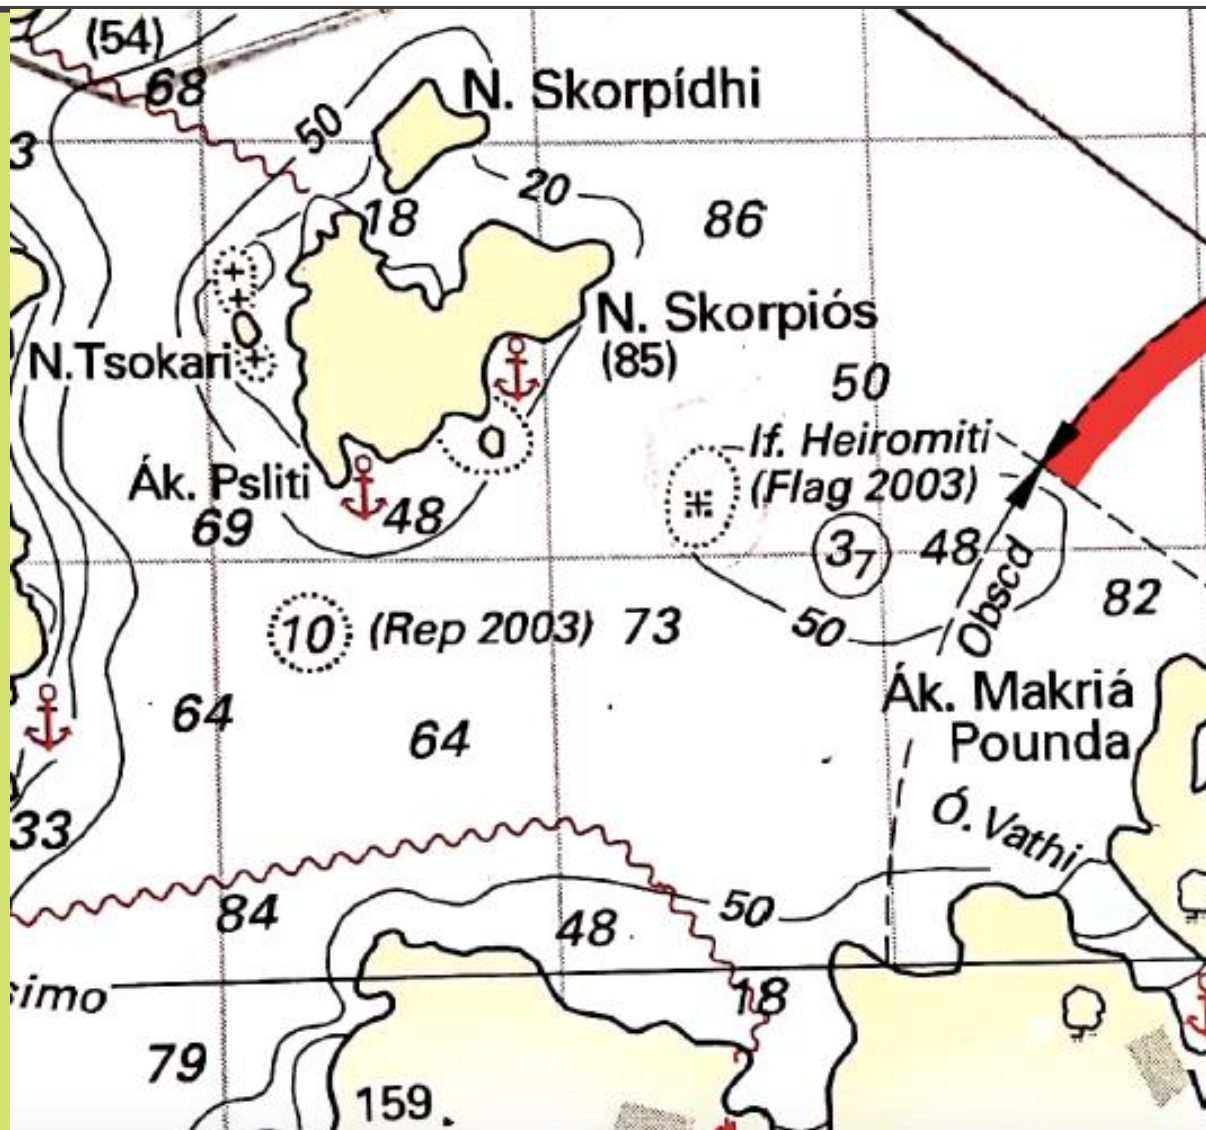 (54)
68
50
N. Skorpídhi
3
20
18
86
N. Skorpiós
(85)
N. Tsokari
50
If. Heiromiti
(Flag 2003)
Ák. Psliti
69
48
3₇
48
Obscd
82
10
(Rep 2003)
73
50
64
64
Ák. Makriá
Pounda
33
Ó. Vathi
84
48
50
simo
18
79
159